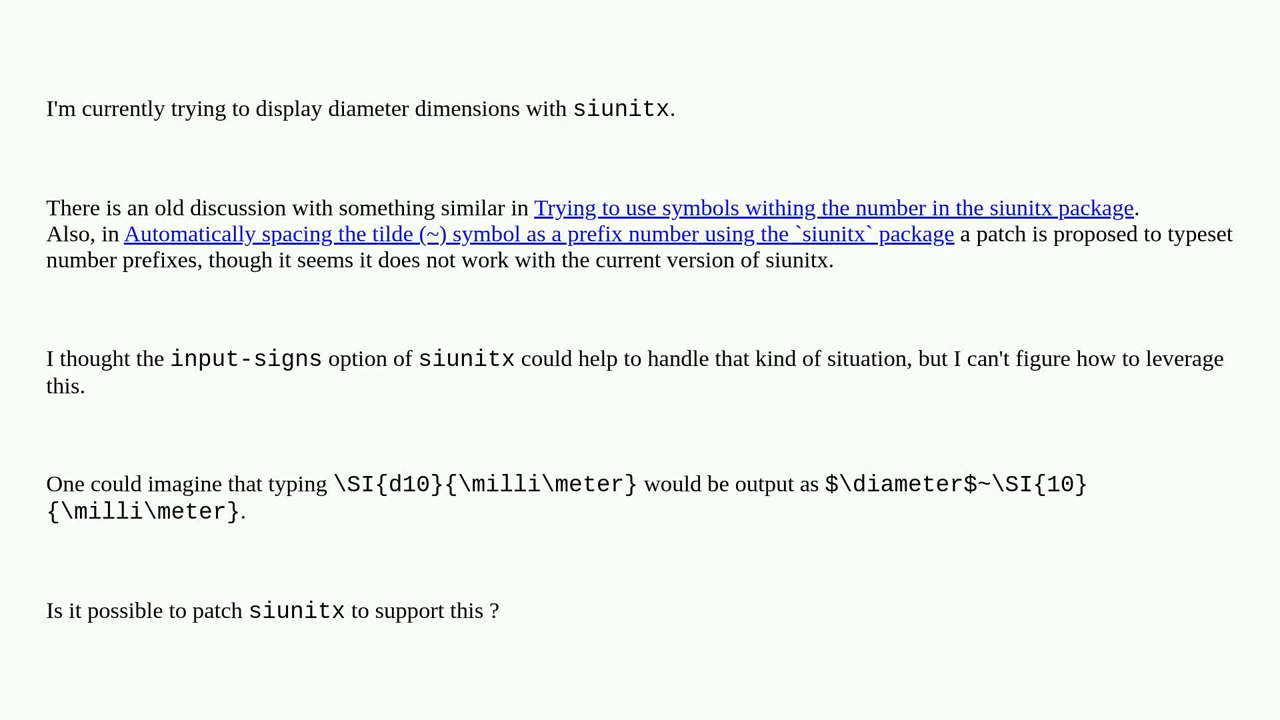 I'm currently trying to display diameter dimensions with siunitx.
There is an old discussion with something similar in Trying to use symbols withing the number in the siunitx package.
Also, in Automatically spacing the tilde (~) symbol as a prefix number using the `siunitx` package a patch is proposed to typeset
number prefixes, though it seems it does not work with the current version of siunitx.
I thought the input-signs option of siunitx could help to handle that kind of situation, but I can't figure how to leverage
this.
One could imagine that typing \SI{d10}{\milli\meter} would be output as $\diameter$~\SI{10}
{\milli\meter}.
Is it possible to patch siunitx to support this ?